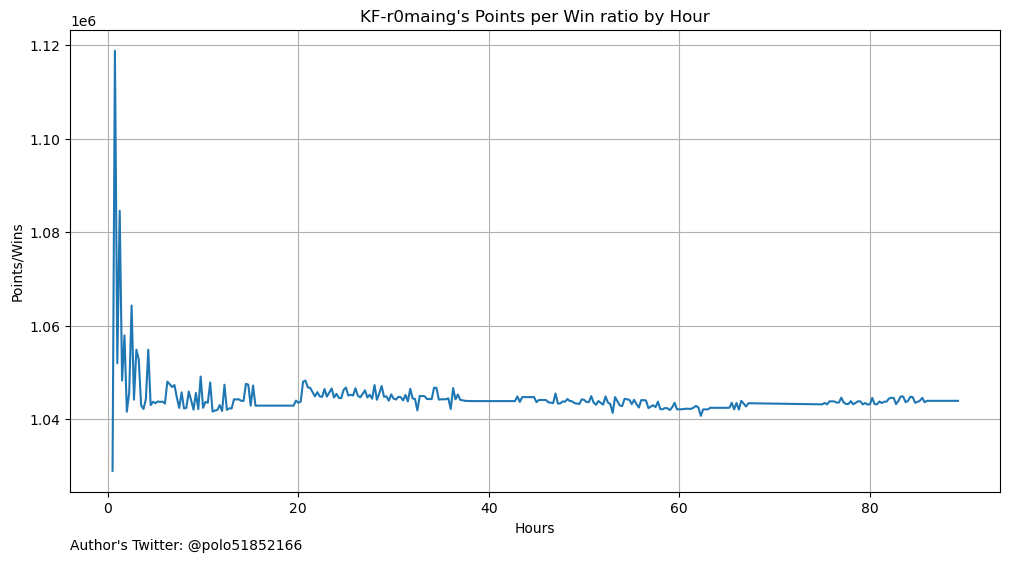 KF-r0maing's Points per Win ratio by Hour
1e6
1.12
1.10
1.08
1.06
1.04
Points/Wins
0 20 40 60 80
Hours
Author's Twitter: @polo51852166